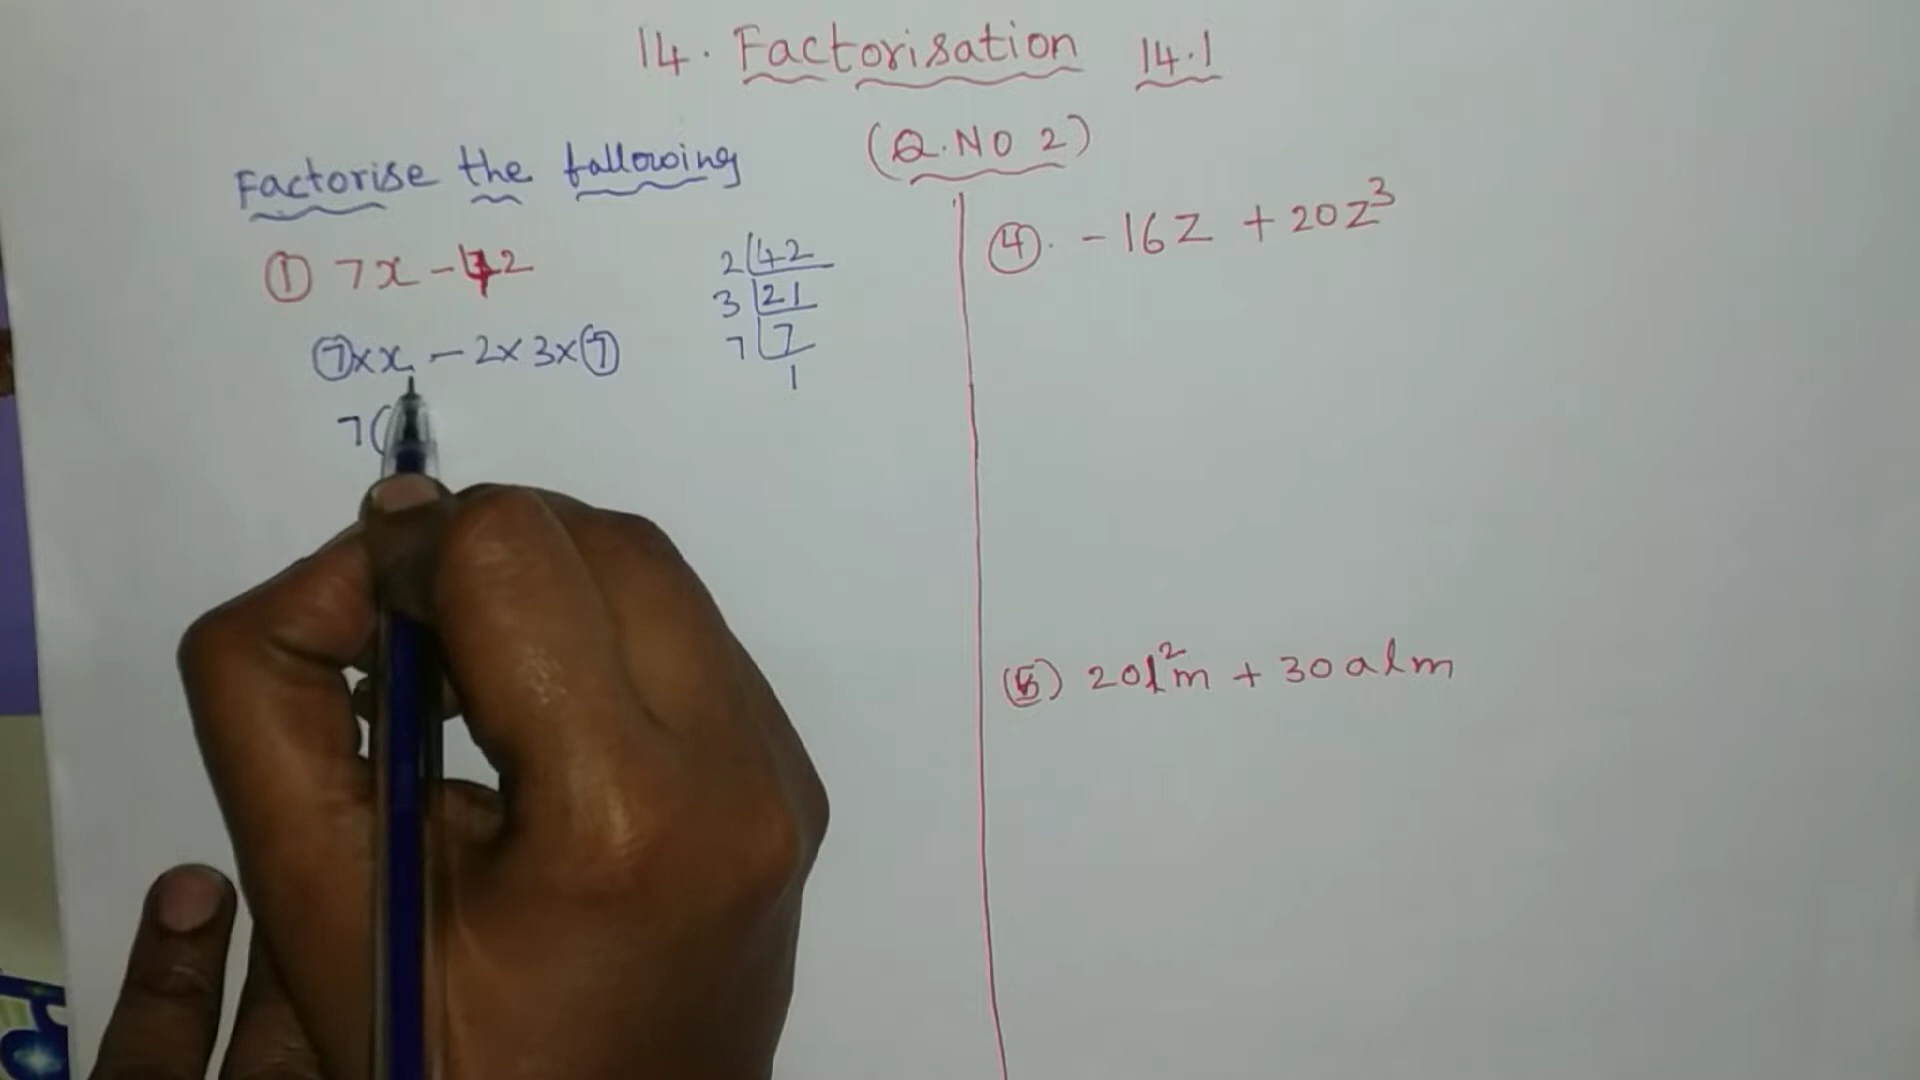 14. Factorisation 14.1
(Q.NO 2)
Factorise the following
① 7x - 42
⑦×x - 2×3×⑦
7(
2 42
3 21
7 7
1
④. -16Z + 20Z³
(5) 20l²m + 30alm